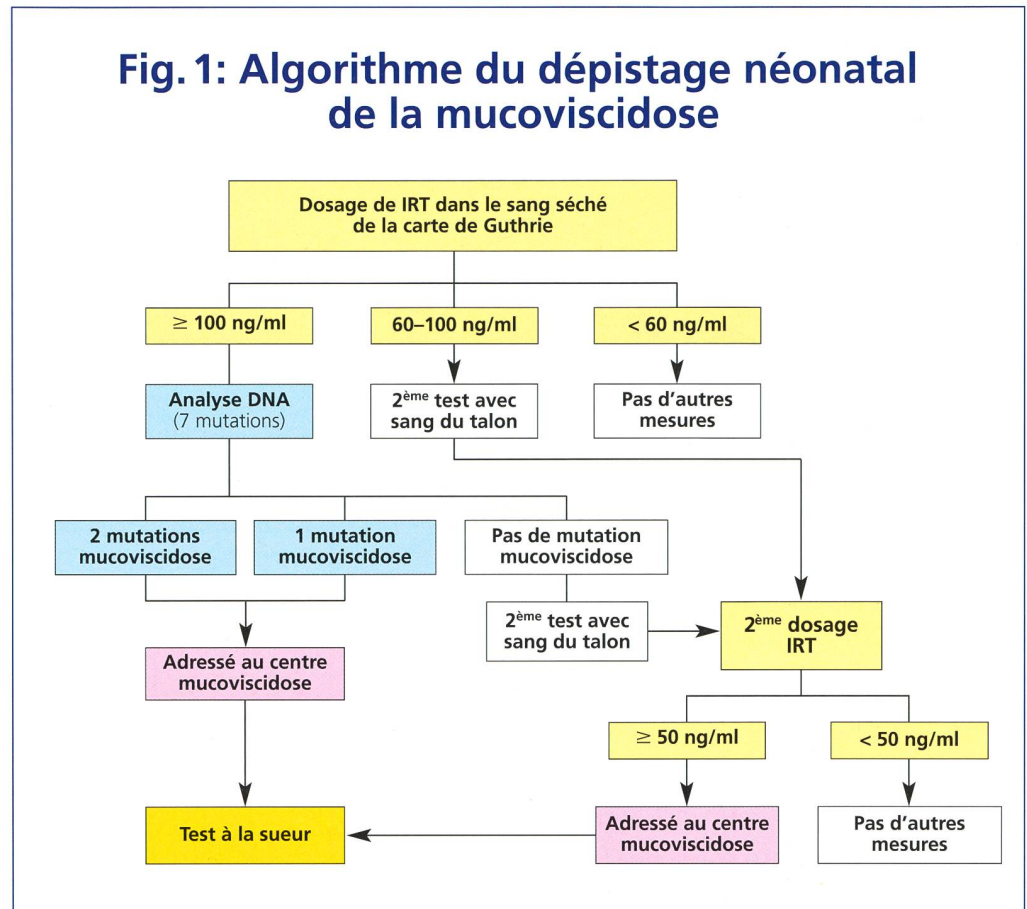 Fig. 1: Algorithme du dépistage néonatal
de la mucoviscidose
Dosage de IRT dans le sang séché
de la carte de Guthrie
≥ 100 ng/ml
60–100 ng/ml
< 60 ng/ml
Analyse DNA
(7 mutations)
2ème test avec
sang du talon
Pas d’autres
mesures
2 mutations
mucoviscidose
1 mutation
mucoviscidose
Pas de mutation
mucoviscidose
2ème test avec
sang du talon
2ème dosage
IRT
Adressé au centre
mucoviscidose
≥ 50 ng/ml
< 50 ng/ml
Test à la sueur
Adressé au centre
mucoviscidose
Pas d’autres
mesures